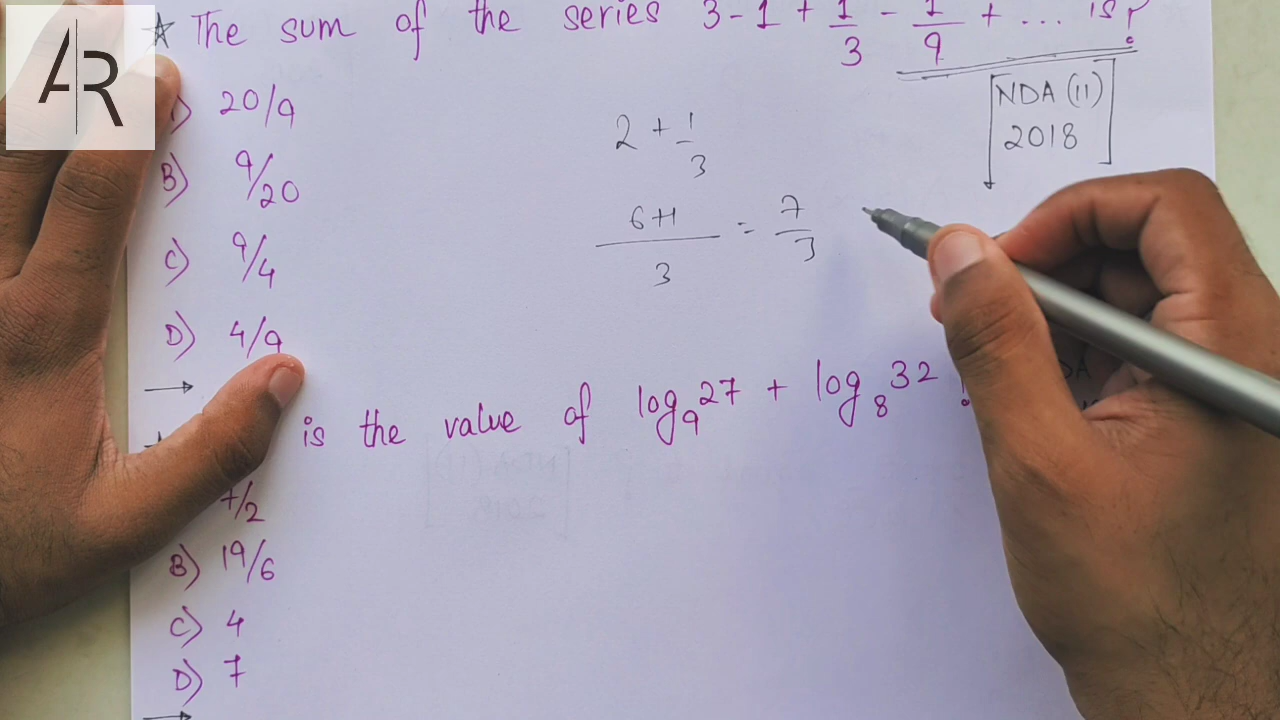 AR
* The sum of the series 3 - 1 + 1/3 - 1/9 + ... is?
NDA (II)
2018
20/9
B) 9/20
C) 9/4
D) 4/9
2 + 1/3
6+1/3 = 7/3
is the value of log₉27 + log₈32 ?
7/2
B) 19/6
C) 4
D) 7